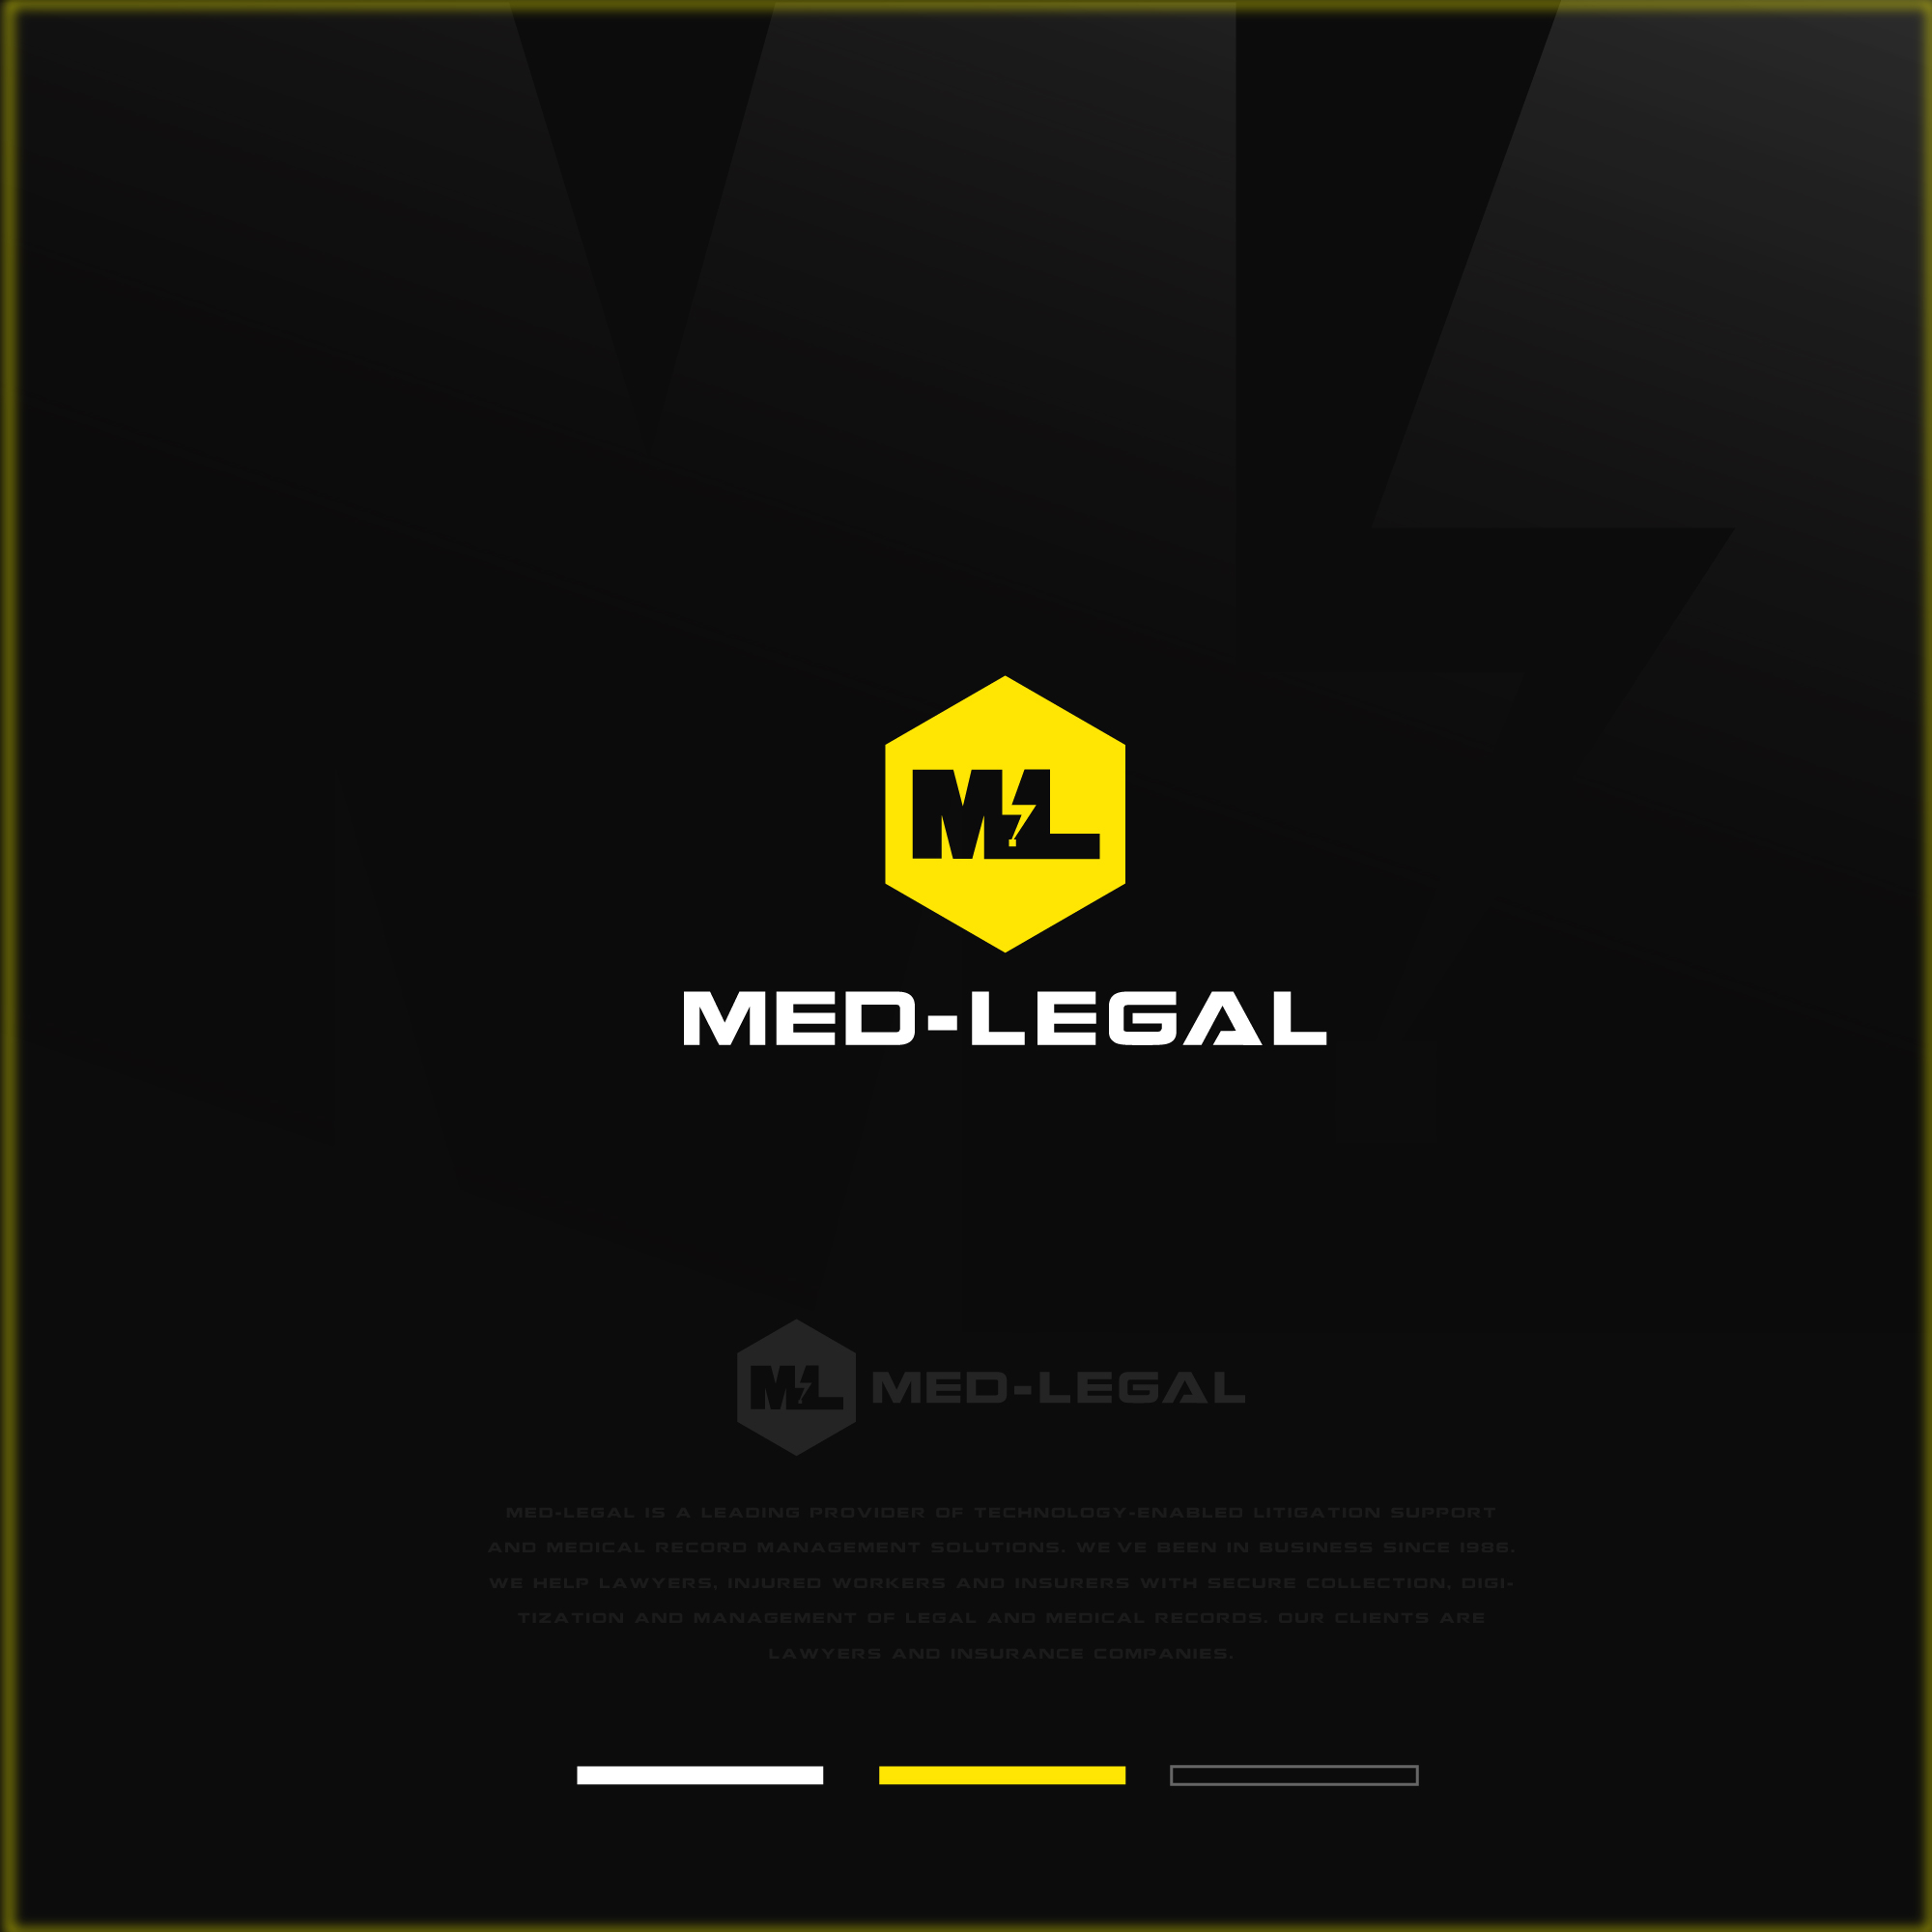 ML
MED-LEGAL
ML MED-LEGAL
MED-LEGAL IS A LEADING PROVIDER OF TECHNOLOGY-ENABLED LITIGATION SUPPORT
AND MEDICAL RECORD MANAGEMENT SOLUTIONS. WE'VE BEEN IN BUSINESS SINCE 1986.
WE HELP LAWYERS, INJURED WORKERS AND INSURERS WITH SECURE COLLECTION, DIGI-
TIZATION AND MANAGEMENT OF LEGAL AND MEDICAL RECORDS. OUR CLIENTS ARE
LAWYERS AND INSURANCE COMPANIES.